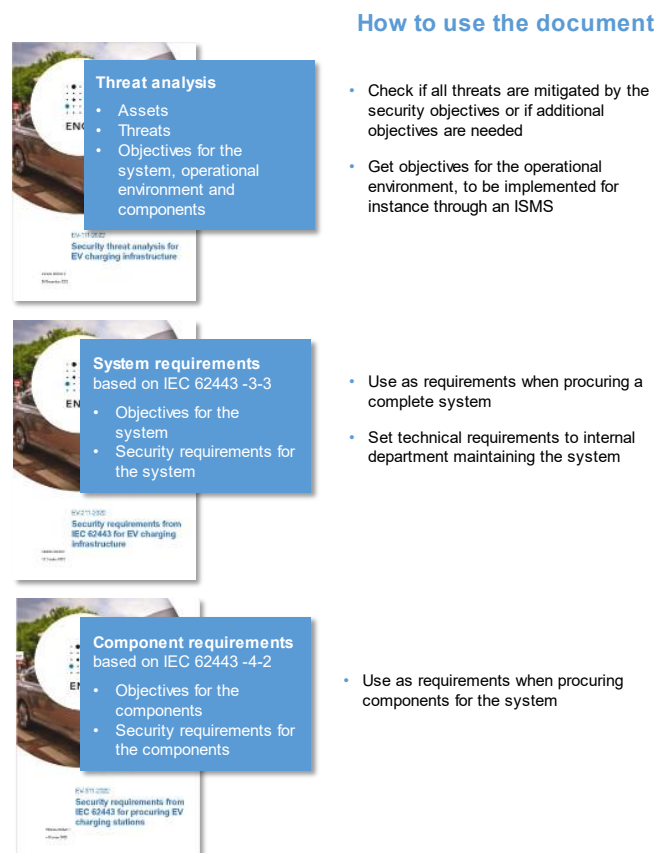 How to use the document
Threat analysis
• Assets
• Threats
• Objectives for the
system, operational
environment and
components
Security threat analysis for
EV charging infrastructure
• Check if all threats are mitigated by the
security objectives or if additional
objectives are needed
• Get objectives for the operational
environment, to be implemented for
instance through an ISMS
System requirements
based on IEC 62443 -3-3
• Objectives for the
system
• Security requirements for
the system
Security requirements from
IEC 62443 for EV charging
infrastructure
• Use as requirements when procuring a
complete system
• Set technical requirements to internal
department maintaining the system
Component requirements
based on IEC 62443 -4-2
• Objectives for the
components
• Security requirements for
the components
Security requirements from
IEC 62443 for procuring EV
charging stations
• Use as requirements when procuring
components for the system